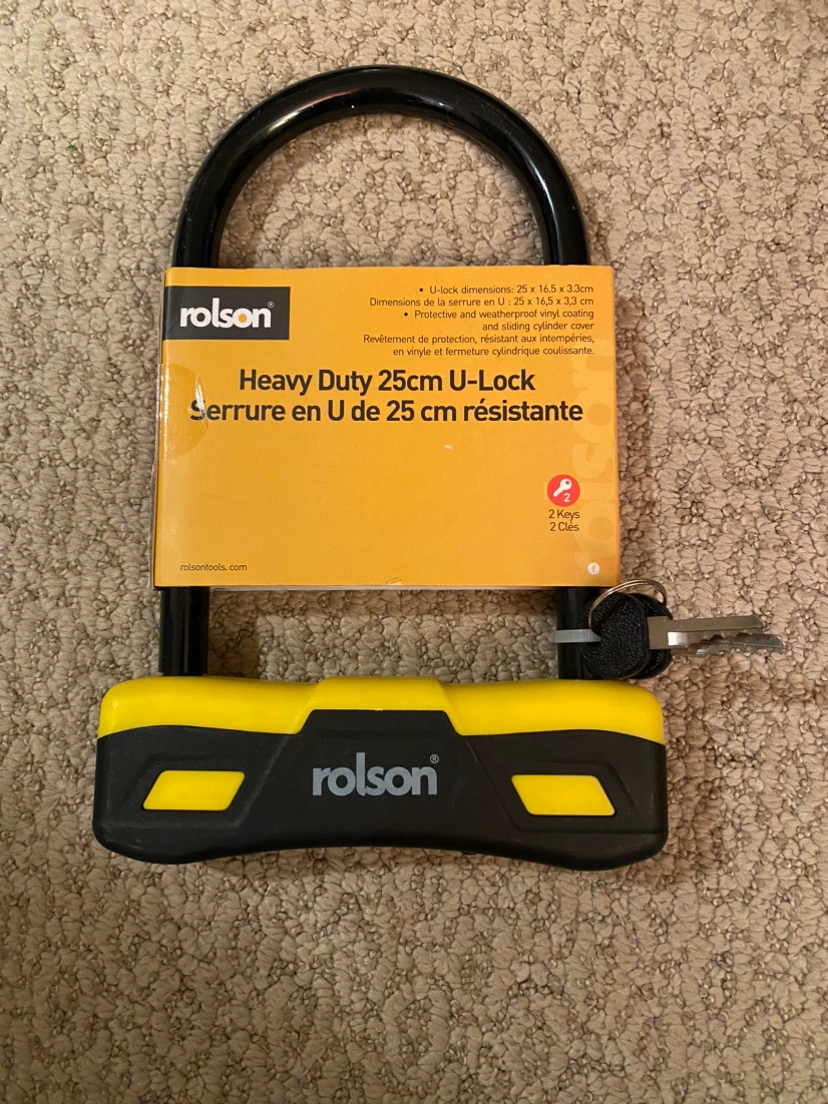 rolson®
• U-lock dimensions: 25 x 16.5 x 3.3cm
Dimensions de la serrure en U : 25 x 16,5 x 3,3 cm
• Protective and weatherproof vinyl coating
and sliding cylinder cover
Revêtement de protection, résistant aux intempéries,
en vinyle et fermeture cylindrique coulissante.
Heavy Duty 25cm U-Lock
Serrure en U de 25 cm résistante
rolson
2
2 Keys
2 Clés
rolsontools. com
rolson®